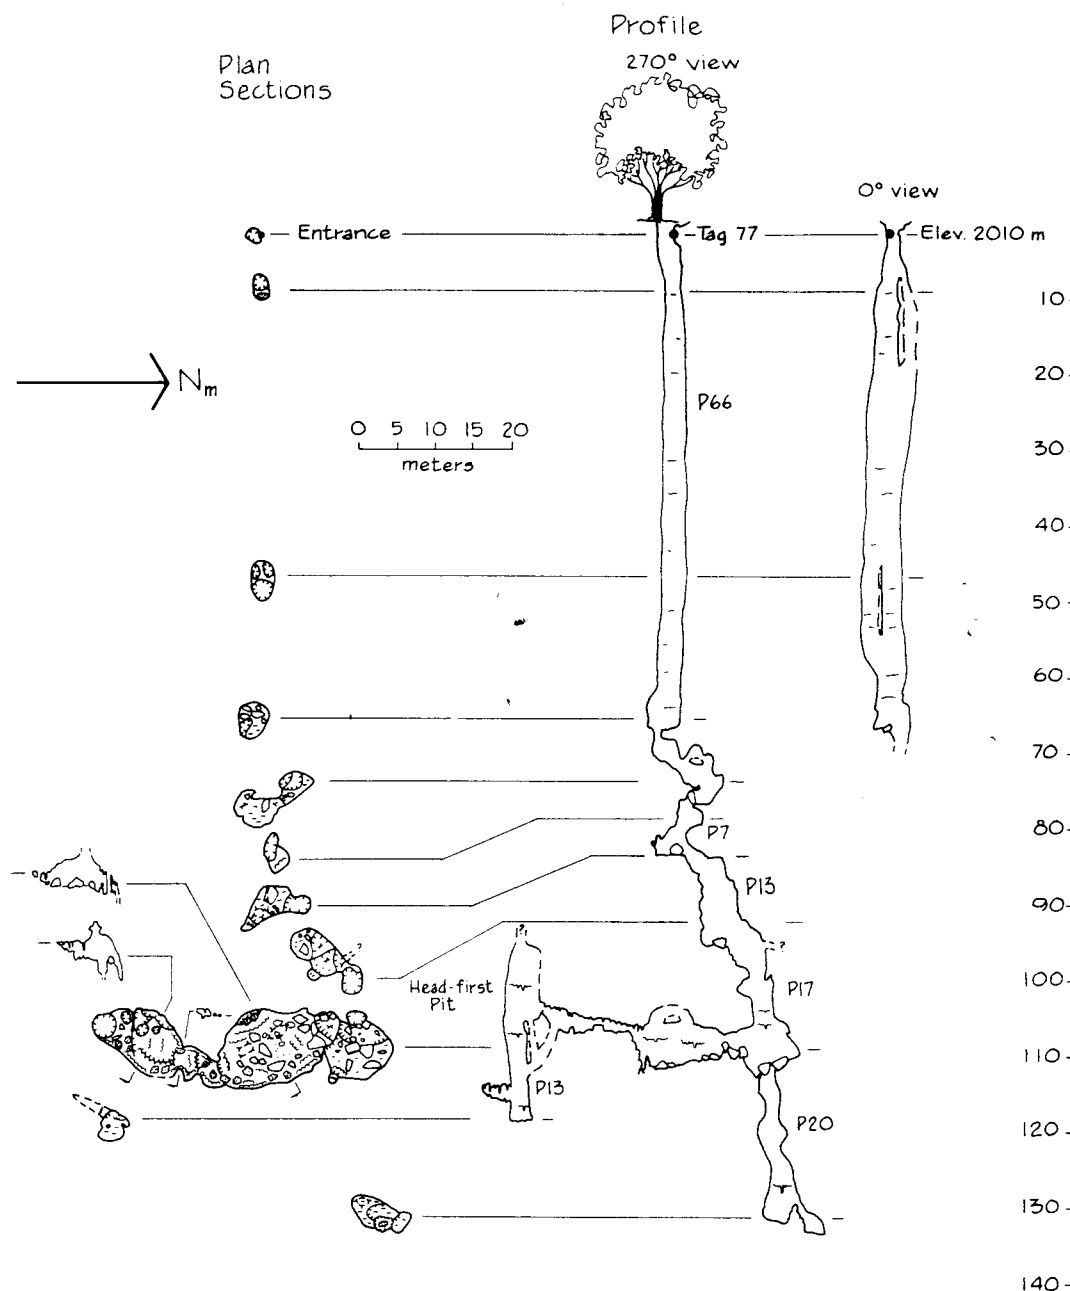 Profile
270° view
Plan
Sections
0° view
Entrance
Tag 77
Elev. 2010 m
10
Nm
20
P66
0 5 10 15 20
meters
30
40
50
60
70
80
P7
P13
90
?
?
?
Head-first
Pit
100
P17
110
P13
P20
120
130
140